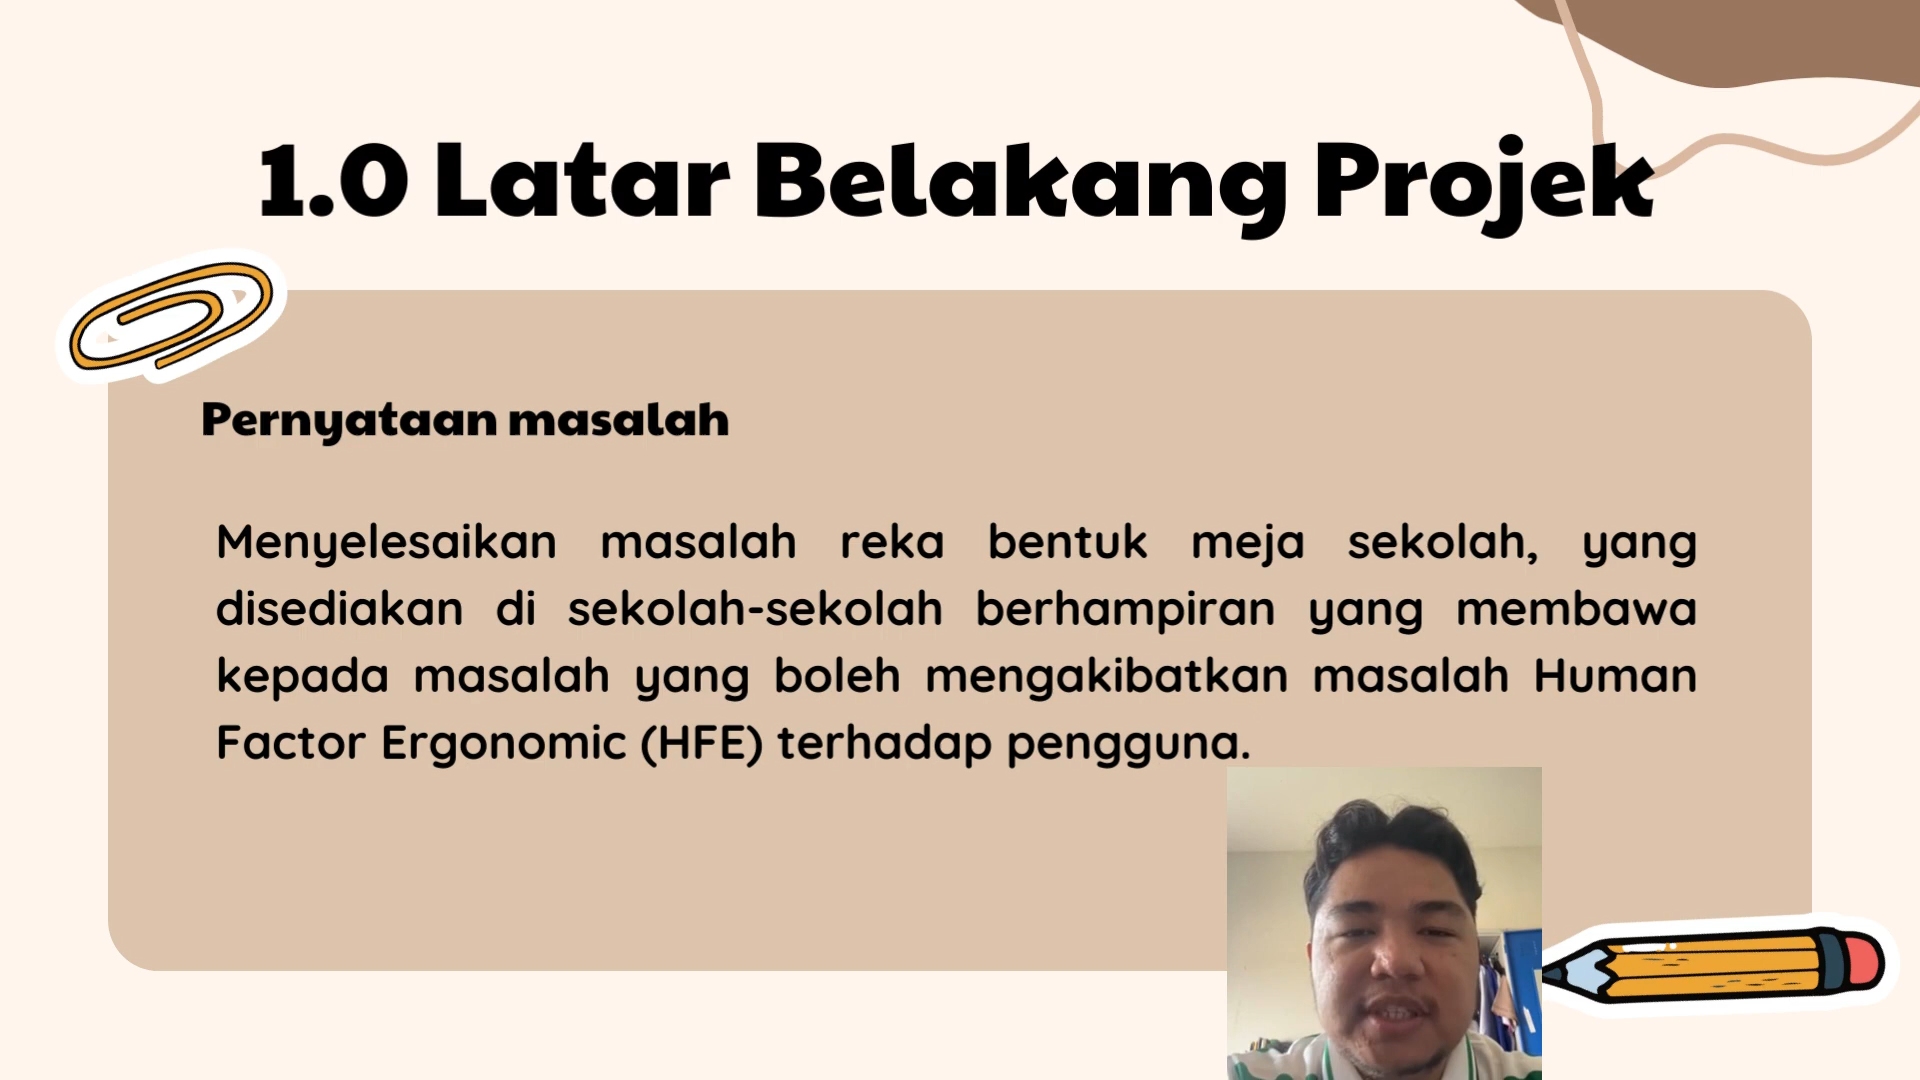 1.0 Latar Belakang Projek
Pernyataan masalah
Menyelesaikan masalah reka bentuk meja sekolah, yang
disediakan di sekolah-sekolah berhampiran yang membawa
kepada masalah yang boleh mengakibatkan masalah Human
Factor Ergonomic (HFE) terhadap pengguna.